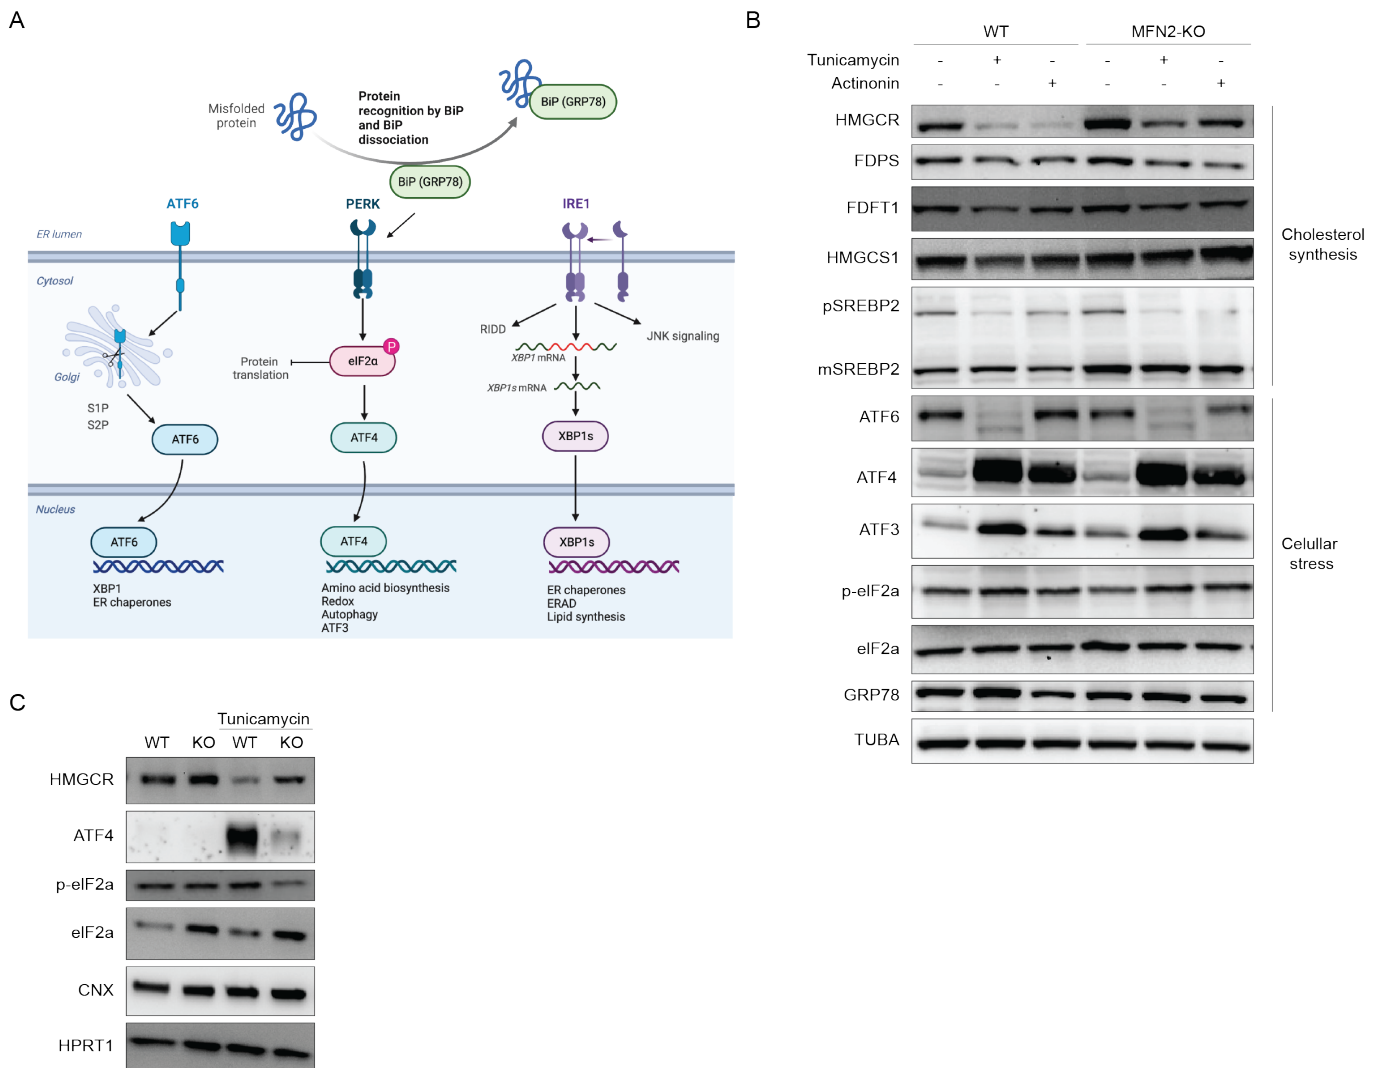 A
Misfolded
protein
Protein
recognition by BiP
and BiP
dissociation
BiP (GRP78)
BiP (GRP78)
ATF6
PERK
IRE1
ER lumen
Cytosol
Golgi
S1P
S2P
ATF6
Protein
translation
eIF2α
P
ATF4
RIDD
JNK signaling
XBP1 mRNA
XBP1s mRNA
XBP1s
Nucleus
ATF6
XBP1
ER chaperones
ATF4
Amino acid biosynthesis
Redox
Autophagy
ATF3
XBP1s
ER chaperones
ERAD
Lipid synthesis
B
WT
MFN2-KO
Tunicamycin - + - - + -
Actinonin - - + - - +
HMGCR
FDPS
FDFT1
HMGCS1
pSREBP2
mSREBP2
Cholesterol
synthesis
ATF6
ATF4
ATF3
p-eIF2a
eIF2a
GRP78
TUBA
Celullar
stress
C
Tunicamycin
WT KO WT KO
HMGCR
ATF4
p-eIF2a
eIF2a
CNX
HPRT1